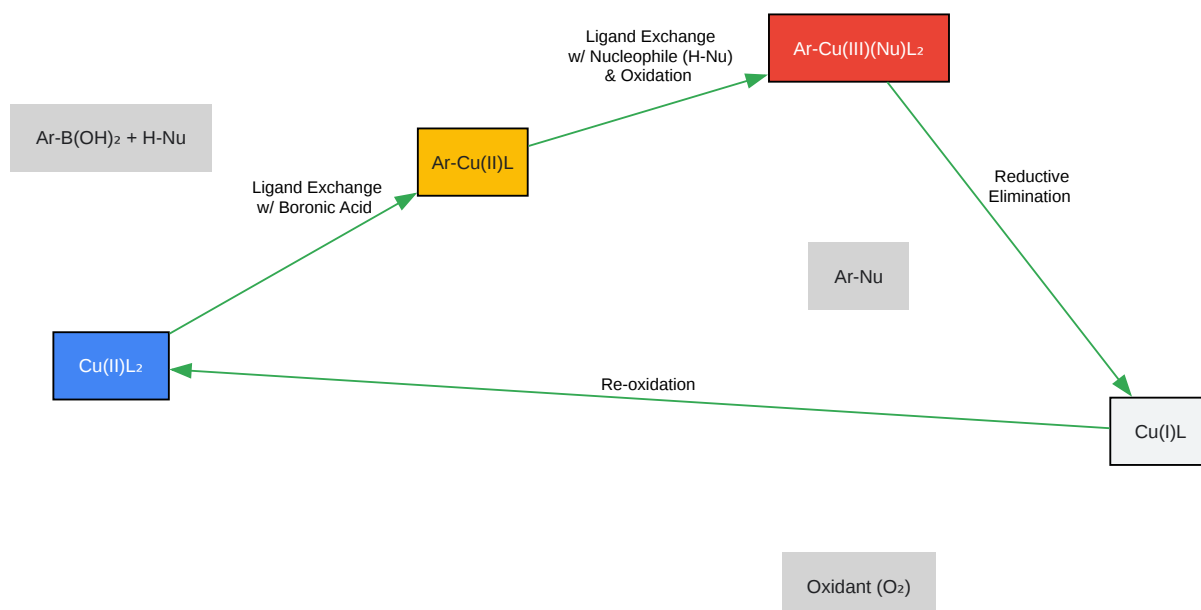 Ligand Exchange
w/ Nucleophile (H-Nu)
& Oxidation
Ar-Cu(III)(Nu)L₂
Ar-B(OH)₂ + H-Nu
Ar-Cu(II)L
Ligand Exchange
w/ Boronic Acid
Reductive
Elimination
Ar-Nu
Cu(II)L₂
Re-oxidation
Cu(I)L
Oxidant (O₂)